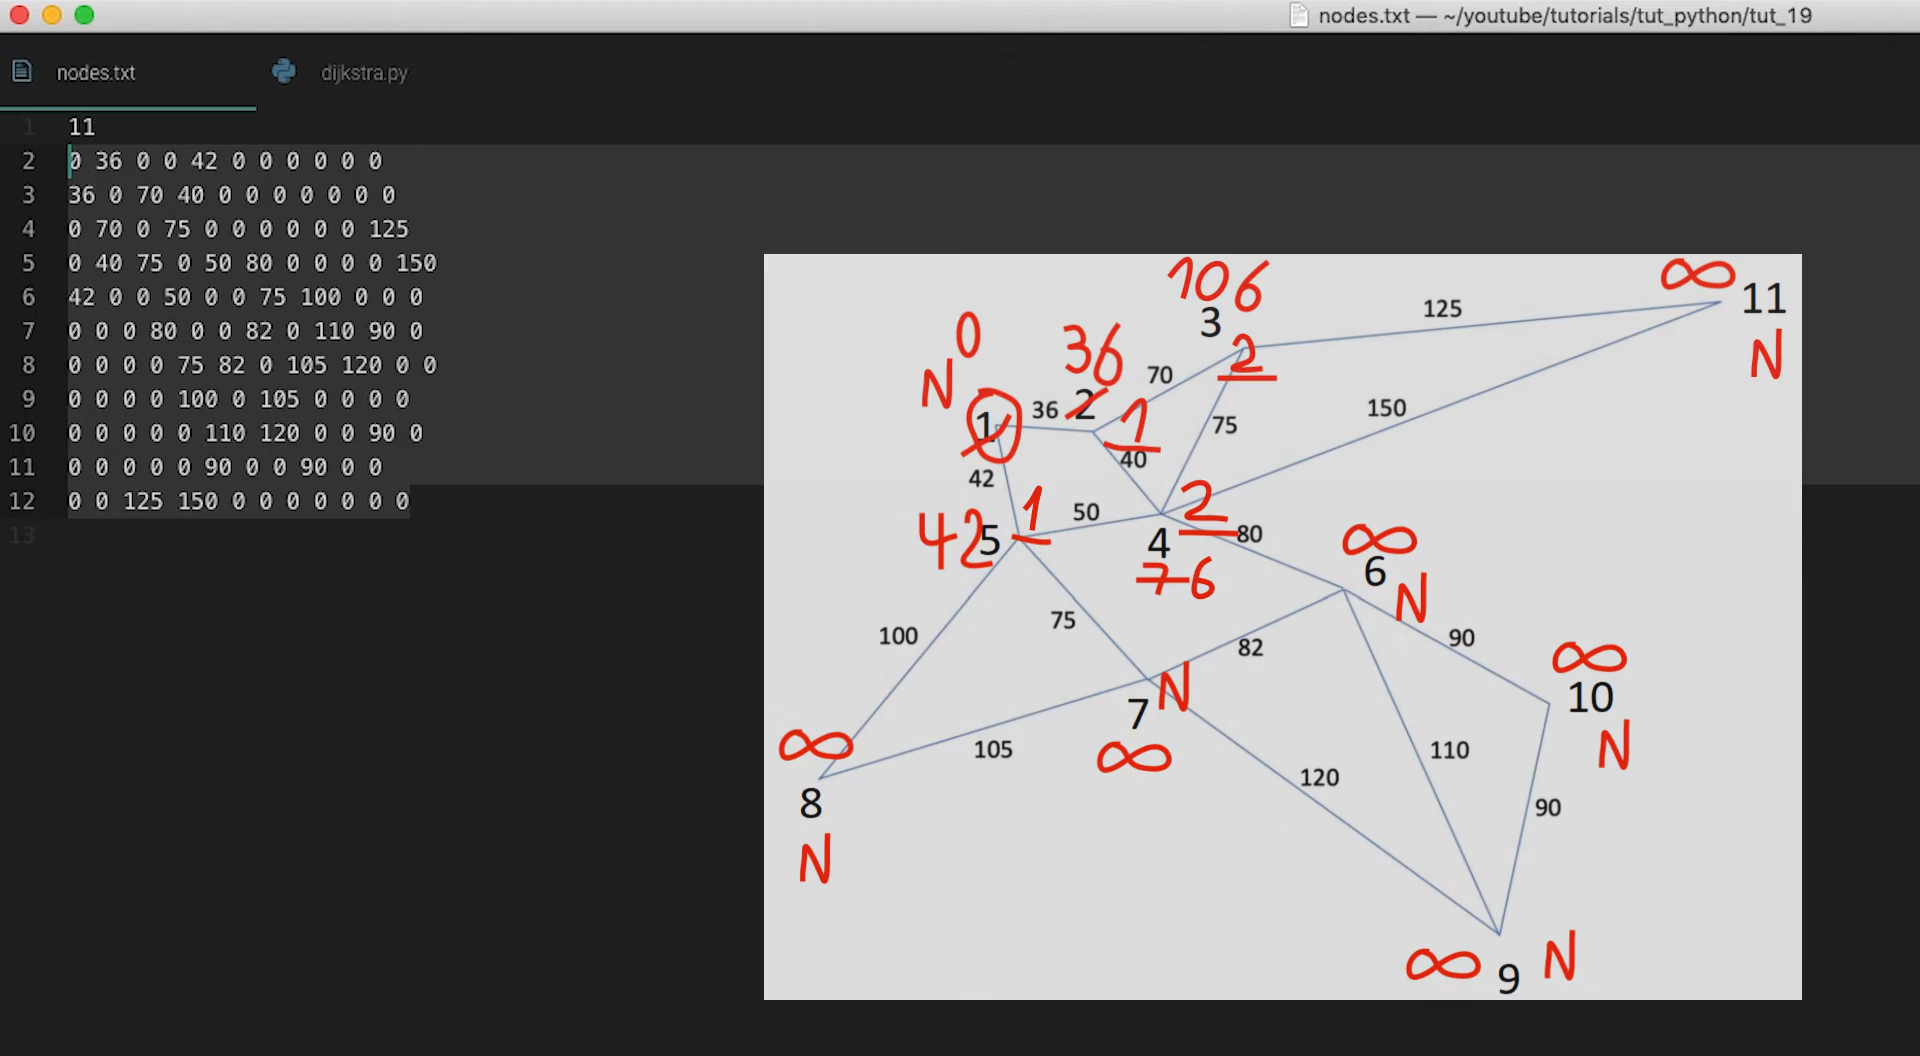 nodes.txt — ~/youtube/tutorials/tut_python/tut_19
nodes.txt dijkstra.py
1 11
2 0 36 0 0 42 0 0 0 0 0 0
3 36 0 70 40 0 0 0 0 0 0 0
4 0 70 0 75 0 0 0 0 0 0 125
5 0 40 75 0 50 80 0 0 0 0 150
6 42 0 0 50 0 0 75 100 0 0 0
7 0 0 0 80 0 0 82 0 110 90 0
8 0 0 0 0 75 82 0 105 120 0 0
9 0 0 0 0 100 0 105 0 0 0 0
10 0 0 0 0 0 110 120 0 0 90 0
11 0 0 0 0 0 90 0 0 90 0 0
12 0 0 125 150 0 0 0 0 0 0 0
13
106
∞
11
125
3
0
36
N
2
N
70
36
2
1
1
150
75
40
42
1
2
50
80
42
5
4
∞
76
6
N
75
100
90
82
∞
N
10
7
∞
105
∞
N
110
120
8
90
N
∞
9
N